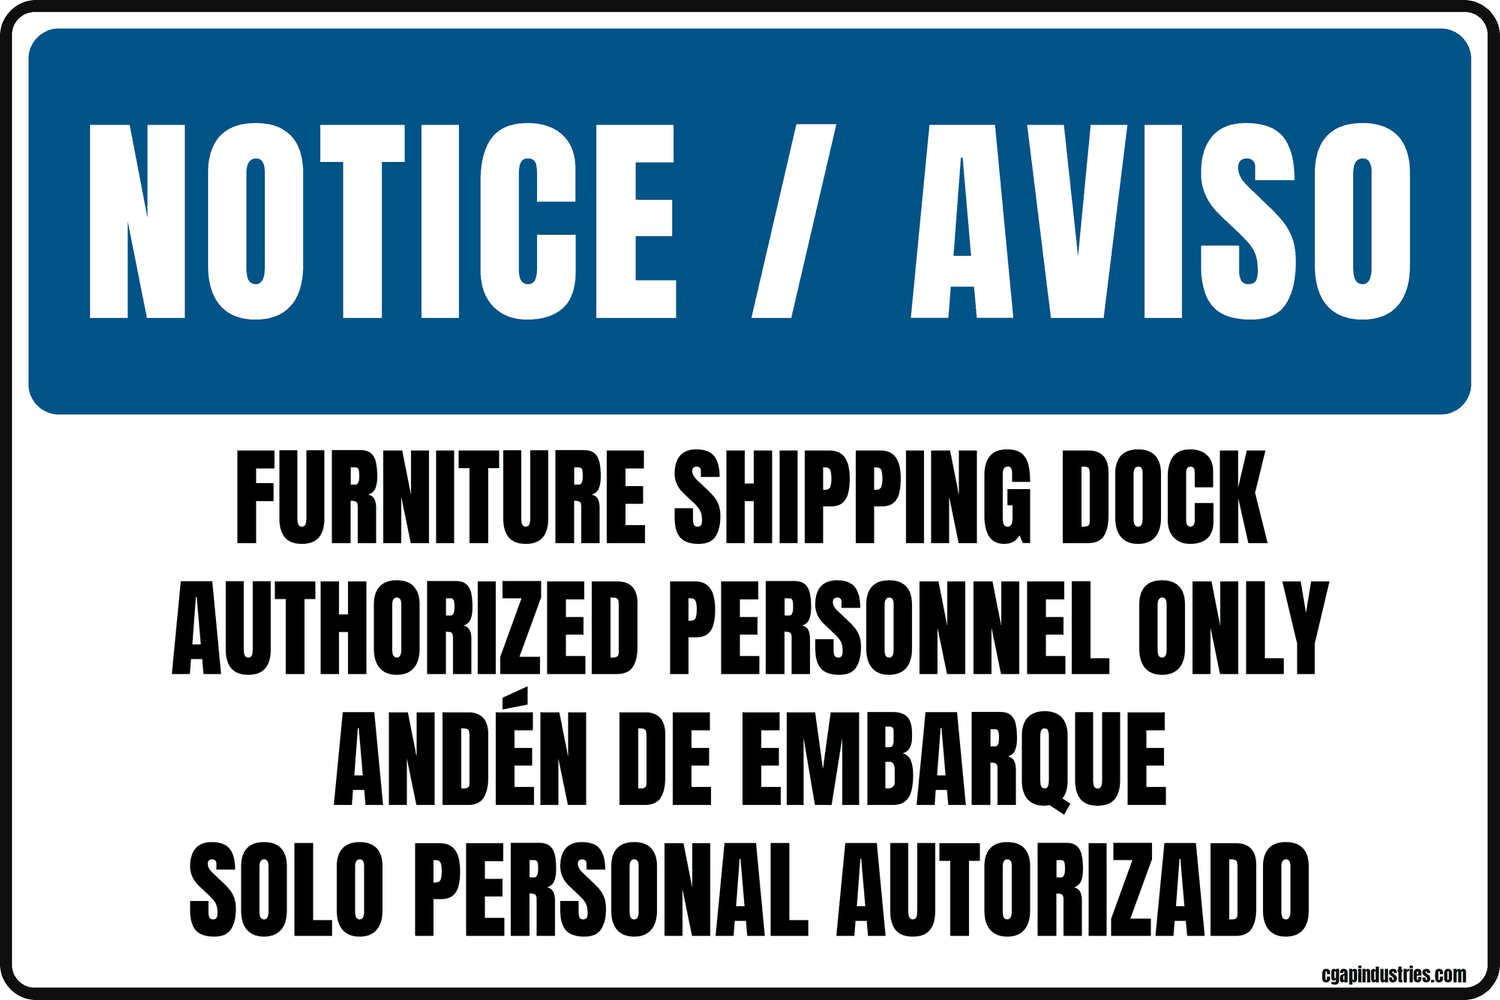 NOTICE / AVISO
FURNITURE SHIPPING DOCK
AUTHORIZED PERSONNEL ONLY
ANDÉN DE EMBARQUE
SOLO PERSONAL AUTORIZADO
cgapindustries.com